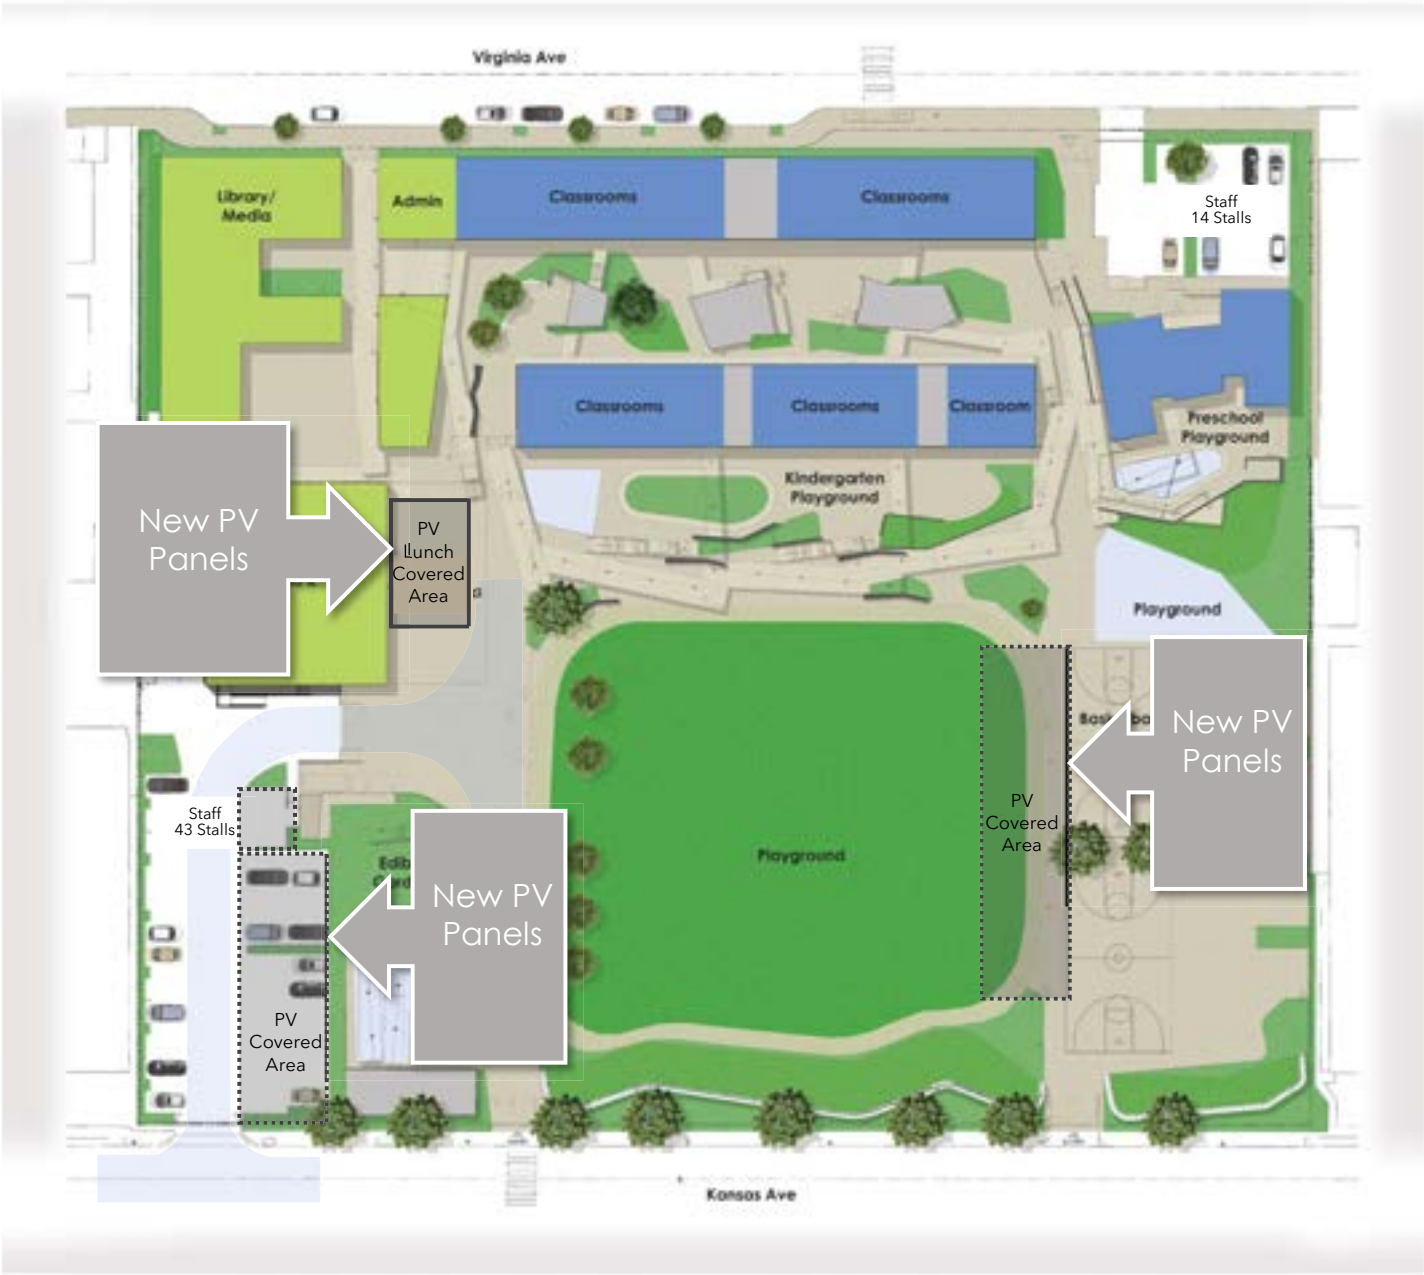 Virginia Ave
Library/
Media
Admin
Classrooms
Classrooms
Staff
14 Stalls
Classrooms
Classrooms
Classroom
Preschool
Playground
Kindergarten
Playground
New PV
Panels
PV
Lunch
Covered
Area
Playground
New PV
Panels
PV
Covered
Area
Staff
43 Stalls
Playground
New PV
Panels
PV
Covered
Area
Kansas Ave